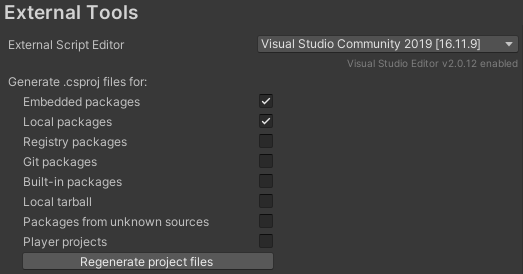 External Tools
External Script Editor
Visual Studio Community 2019 [16.11.9]
Visual Studio Editor v2.0.12 enabled
Generate .csproj files for:
Embedded packages
Local packages
Registry packages
Git packages
Built-in packages
Local tarball
Packages from unknown sources
Player projects
Regenerate project files